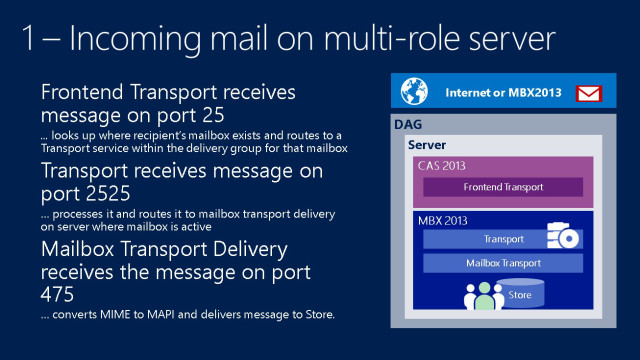 1 – Incoming mail on multi-role server
Frontend Transport receives
message on port 25
... looks up where recipient's mailbox exists and routes to a
Transport service within the delivery group for that mailbox
Transport receives message on
port 2525
... processes it and routes it to mailbox transport delivery
on server where mailbox is active
Mailbox Transport Delivery
receives the message on port
475
... converts MIME to MAPI and delivers message to Store.
Internet or MBX2013
DAG
Server
CAS 2013
Frontend Transport
MBX 2013
Transport
Mailbox Transport
Store